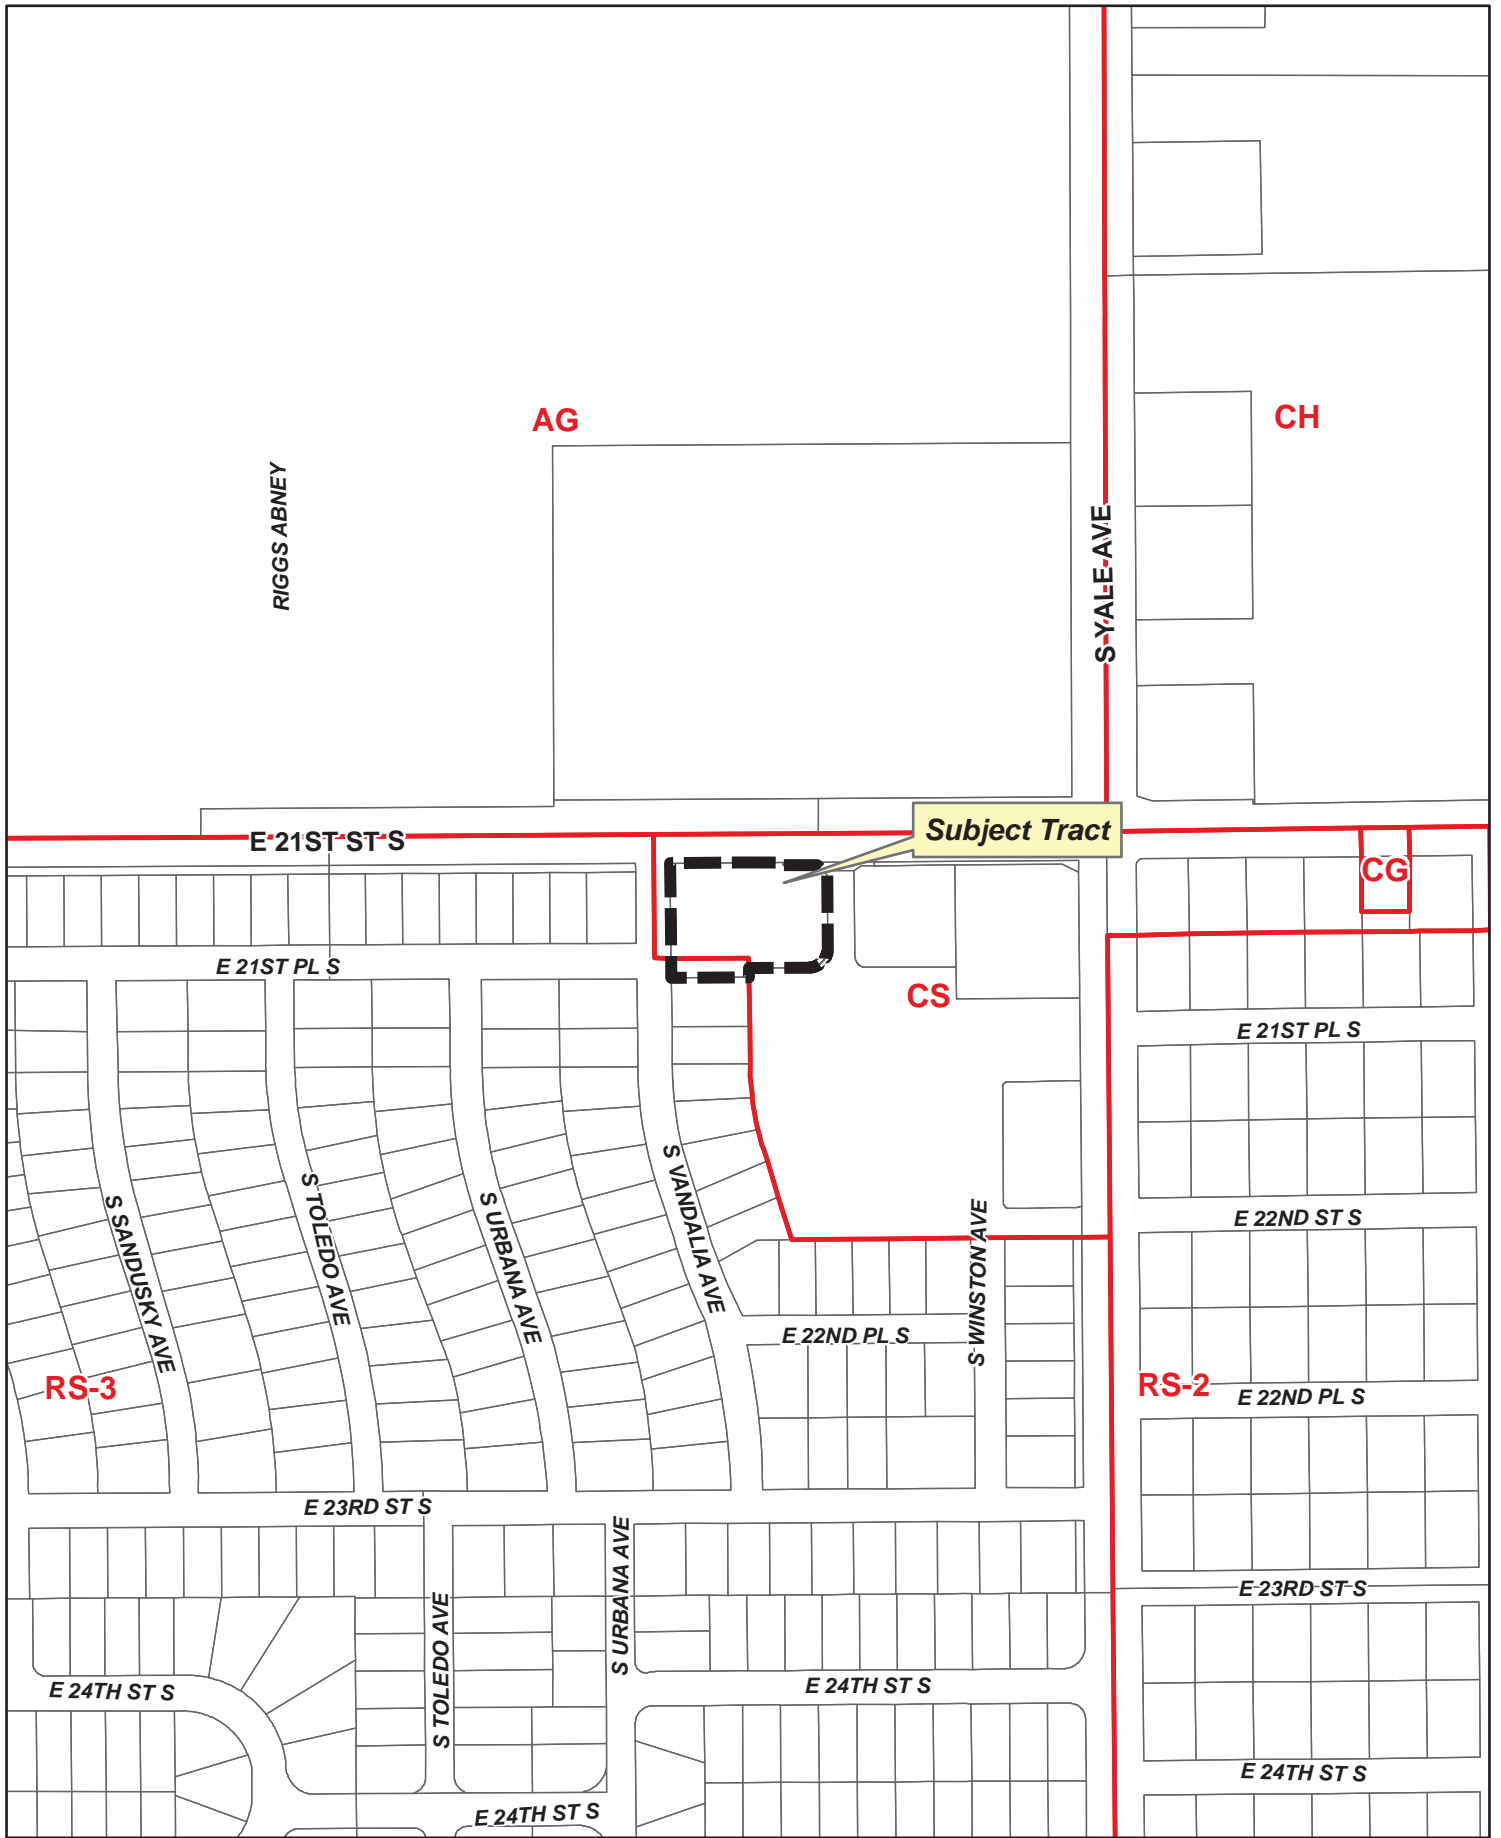 AG
CH
RIGGS ABNEY
S YALE AVE
Subject Tract
E 21ST ST S
CG
E 21ST PL S
CS
E 21ST PL S
S VANDALIA AVE
S TOLEDO AVE
S SANDUSKY AVE
S URBANA AVE
S WINSTON AVE
E 22ND ST S
E 22ND PL S
RS-3
RS-2
E 22ND PL S
E 23RD ST S
S URBANA AVE
S TOLEDO AVE
E 23RD ST S
E 24TH ST S
E 24TH ST S
E 24TH ST S
E 24TH ST S